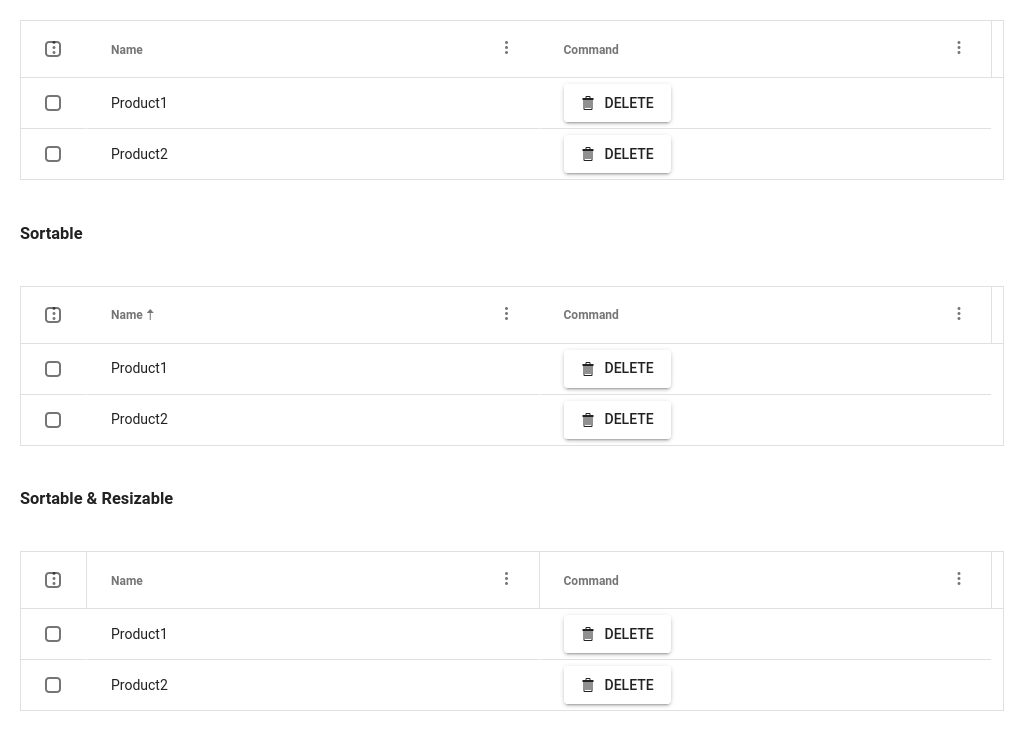 Name Command
Product1 DELETE
Product2 DELETE
Sortable
Name ↑ Command
Product1 DELETE
Product2 DELETE
Sortable & Resizable
Name Command
Product1 DELETE
Product2 DELETE